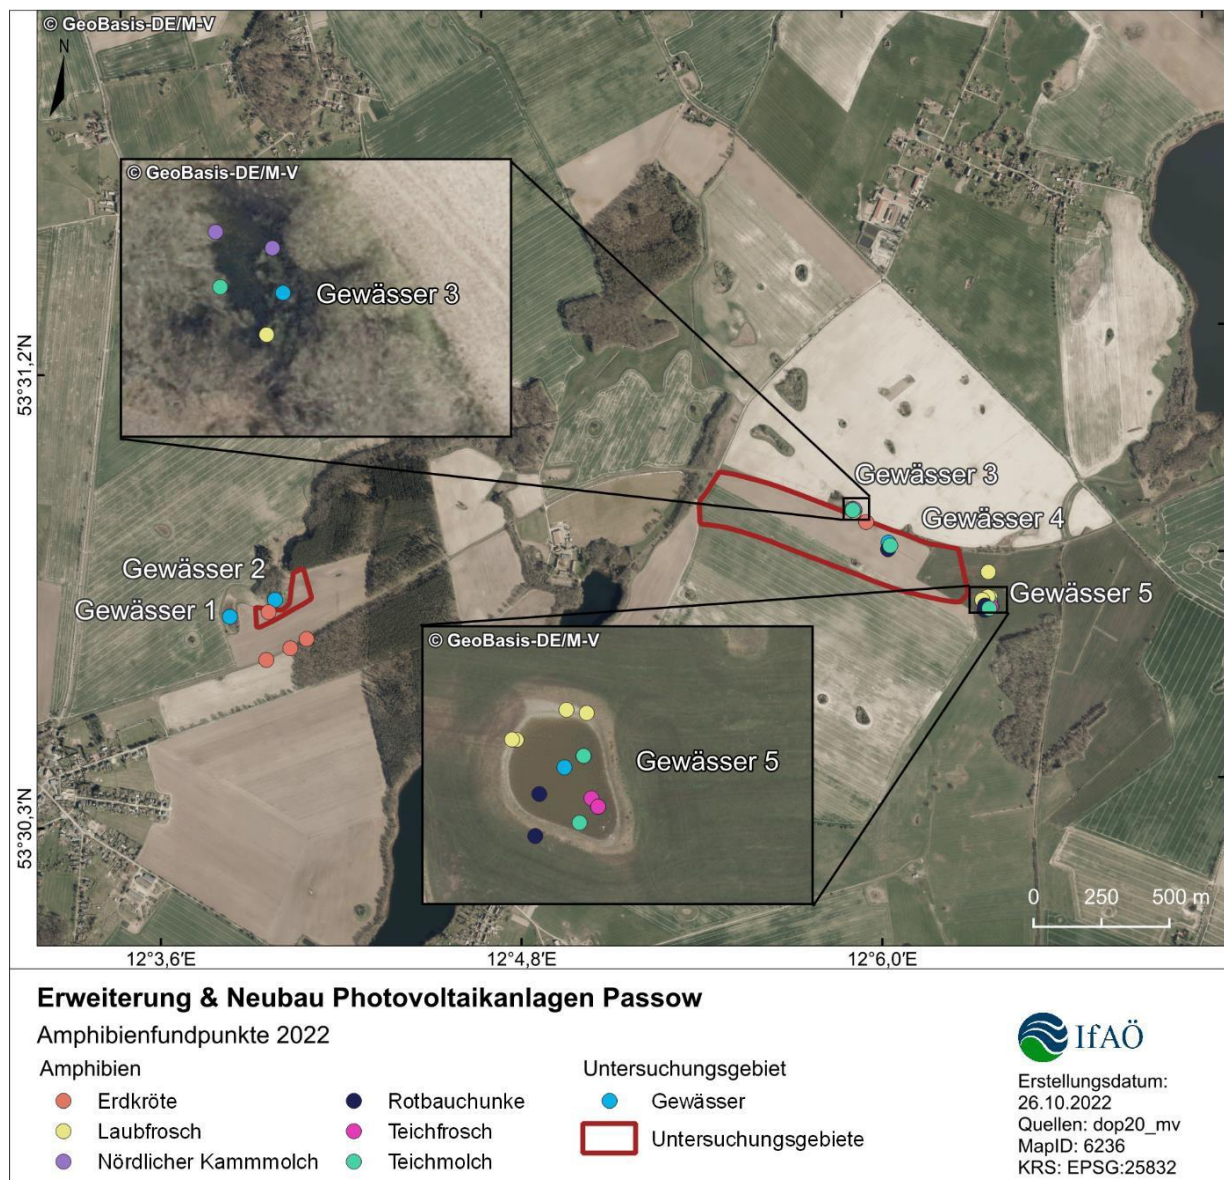 © GeoBasis-DE/M-V
N
© GeoBasis-DE/M-V
Gewässer 3
53°31,2'N
Gewässer 3
Gewässer 4
Gewässer 2
Gewässer 1
Gewässer 5
© GeoBasis-DE/M-V
Gewässer 5
53°30,3'N
0 250 500 m
12°3,6'E 12°4,8'E 12°6,0'E
Erweiterung & Neubau Photovoltaikanlagen Passow
Amphibienfundpunkte 2022
Amphibien
Erdkröte
Laubfrosch
Nördlicher Kammmolch
Rotbauchunke
Teichfrosch
Teichmolch
Untersuchungsgebiet
Gewässer
Untersuchungsgebiete
IfAÖ
Erstellungsdatum:
26.10.2022
Quellen: dop20_mv
MapID: 6236
KRS: EPSG:25832